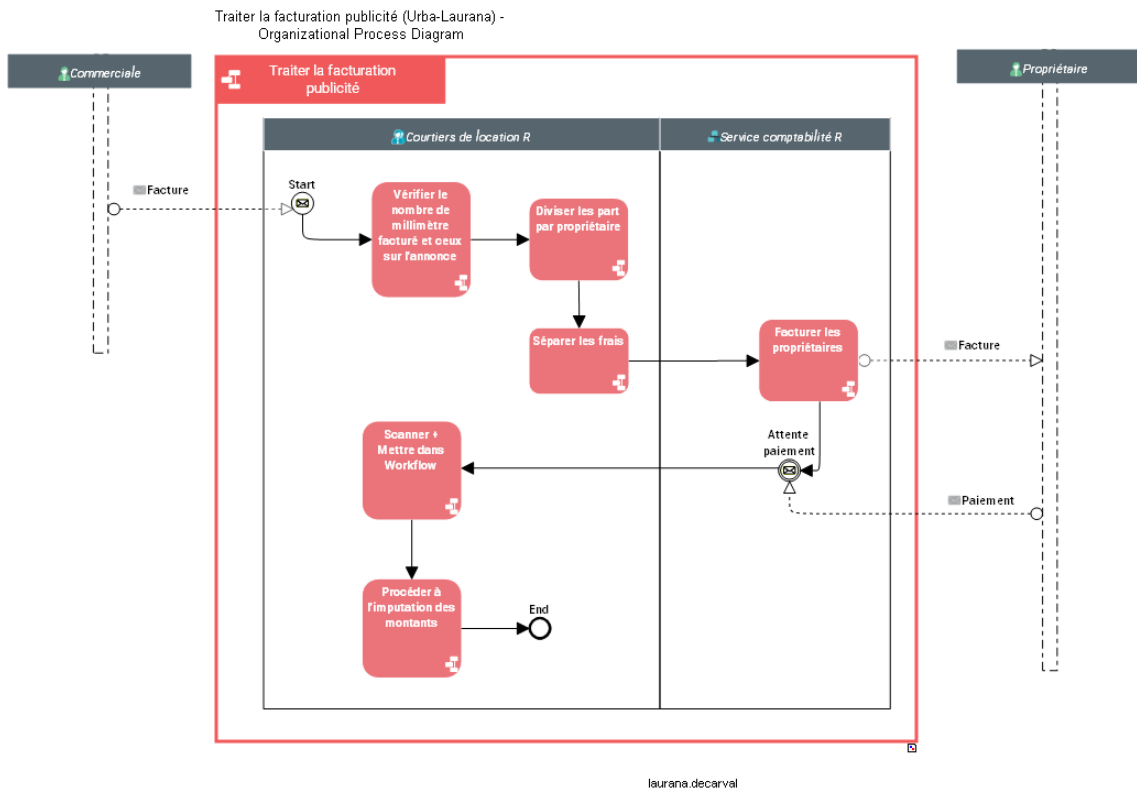 Traiter la facturation publicité (Urba-Laurana) -
Organizational Process Diagram
Commerciale
Traiter la facturation
publicité
Propriétaire
Courtiers de location R
Service comptabilité R
Facture
Start
Vérifier le
nombre de
millimètre
facturé et ceux
sur l'annonce
Diviser les part
par propriétaire
Séparer les frais
Facturer les
propriétaires
Facture
Scanner +
Mettre dans
Workflow
Attente
paiement
Paiement
Procéder à
l'imputation des
montants
End
laurana.decarval